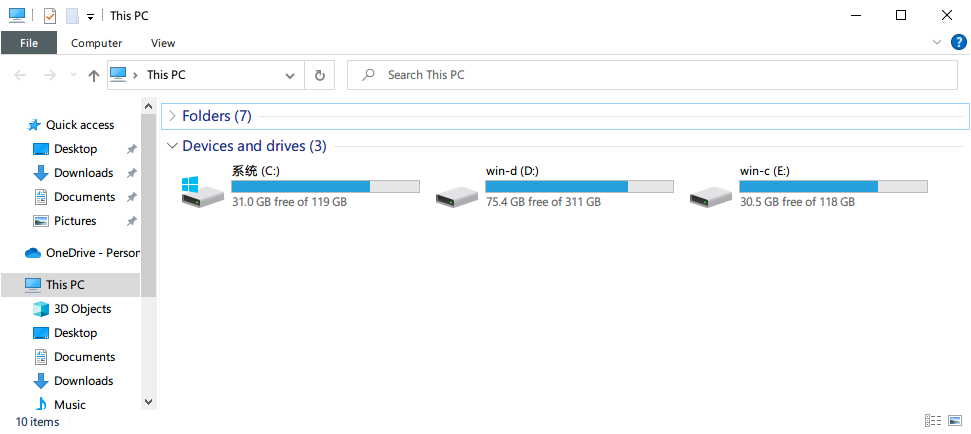 This PC
File Computer View
This PC Search This PC
Quick access
Desktop
Downloads
Documents
Pictures
OneDrive - Person
This PC
3D Objects
Desktop
Documents
Downloads
Music
Folders (7)
Devices and drives (3)
系统 (C:)
31.0 GB free of 119 GB
win-d (D:)
75.4 GB free of 311 GB
win-c (E:)
30.5 GB free of 118 GB
10 items